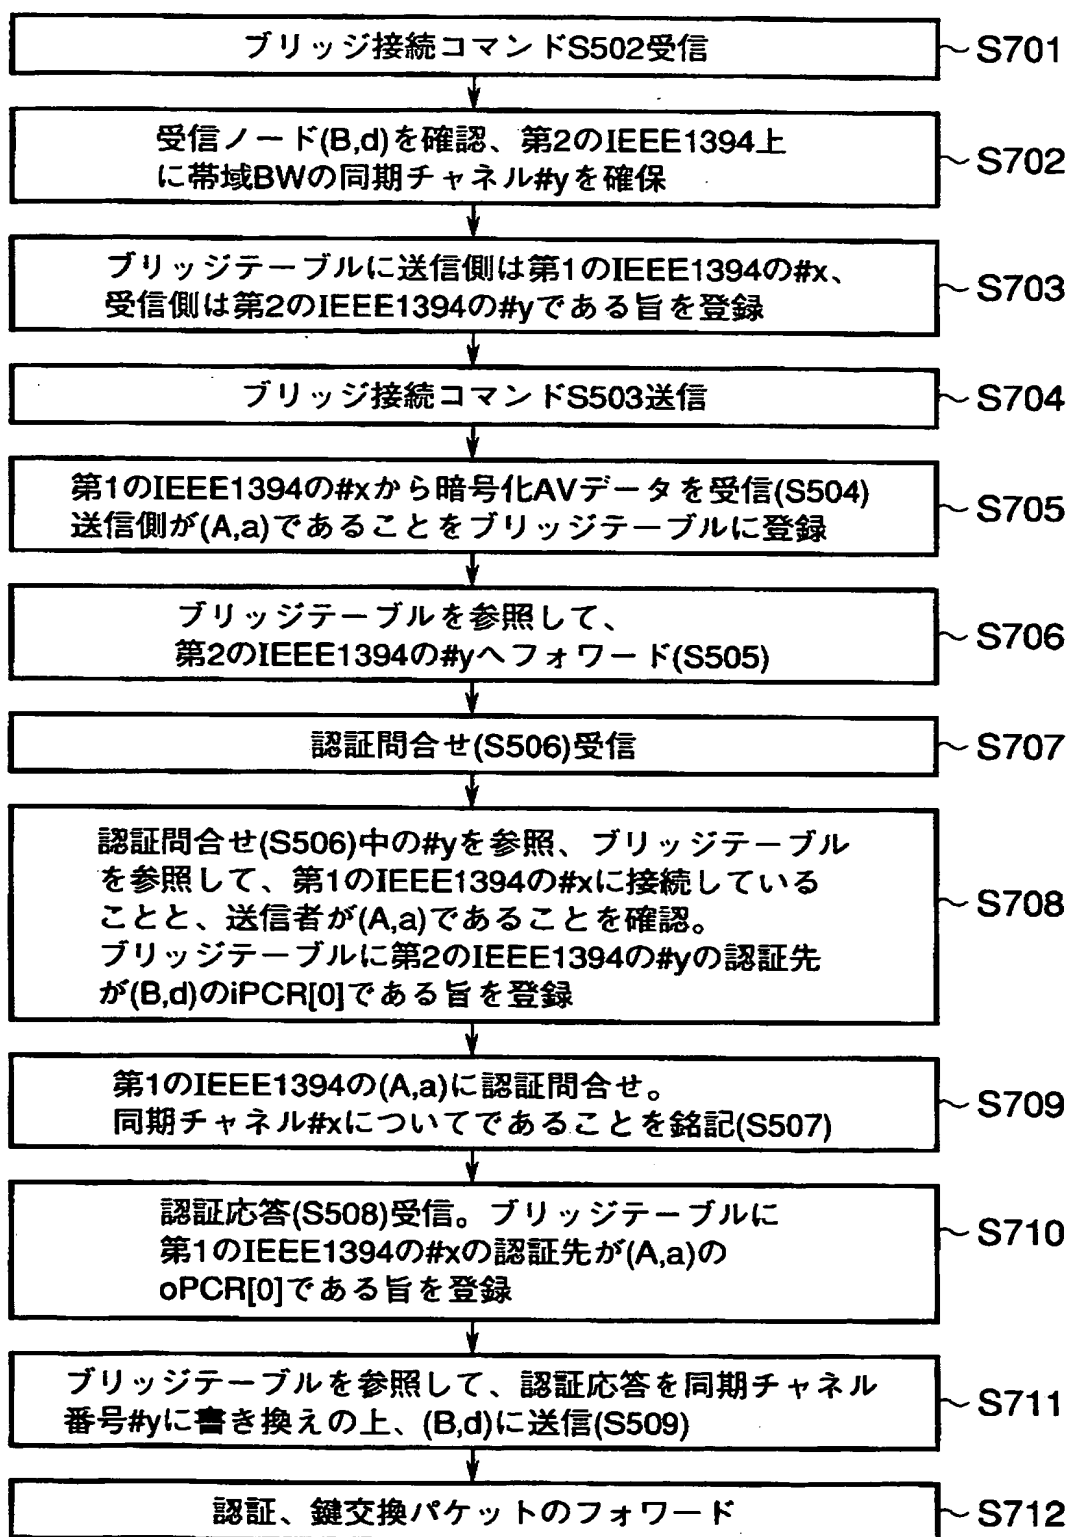 ブリッジ接続コマンドS502受信
S701
受信ノード(B,d)を確認、第2のIEEE1394上
に帯域BWの同期チャネル#yを確保
S702
ブリッジテーブルに送信側は第1のIEEE1394の#x、
受信側は第2のIEEE1394の#yである旨を登録
S703
ブリッジ接続コマンドS503送信
S704
第1のIEEE1394の#xから暗号化AVデータを受信(S504)
送信側が(A,a)であることをブリッジテーブルに登録
S705
ブリッジテーブルを参照して、
第2のIEEE1394の#yへフォワード(S505)
S706
認証問合せ(S506)受信
S707
認証問合せ(S506)中の#yを参照、ブリッジテーブル
を参照して、第1のIEEE1394の#xに接続している
ことと、送信者が(A,a)であることを確認。
ブリッジテーブルに第2のIEEE1394の#yの認証先
が(B,d)のiPCR[0]である旨を登録
S708
第1のIEEE1394の(A,a)に認証問合せ。
同期チャネル#xについてであることを銘記(S507)
S709
認証応答(S508)受信。ブリッジテーブルに
第1のIEEE1394の#xの認証先が(A,a)の
oPCR[0]である旨を登録
S710
ブリッジテーブルを参照して、認証応答を同期チャネル
番号#yに書き換えの上、(B,d)に送信(S509)
S711
認証、鍵交換パケットのフォワード
S712